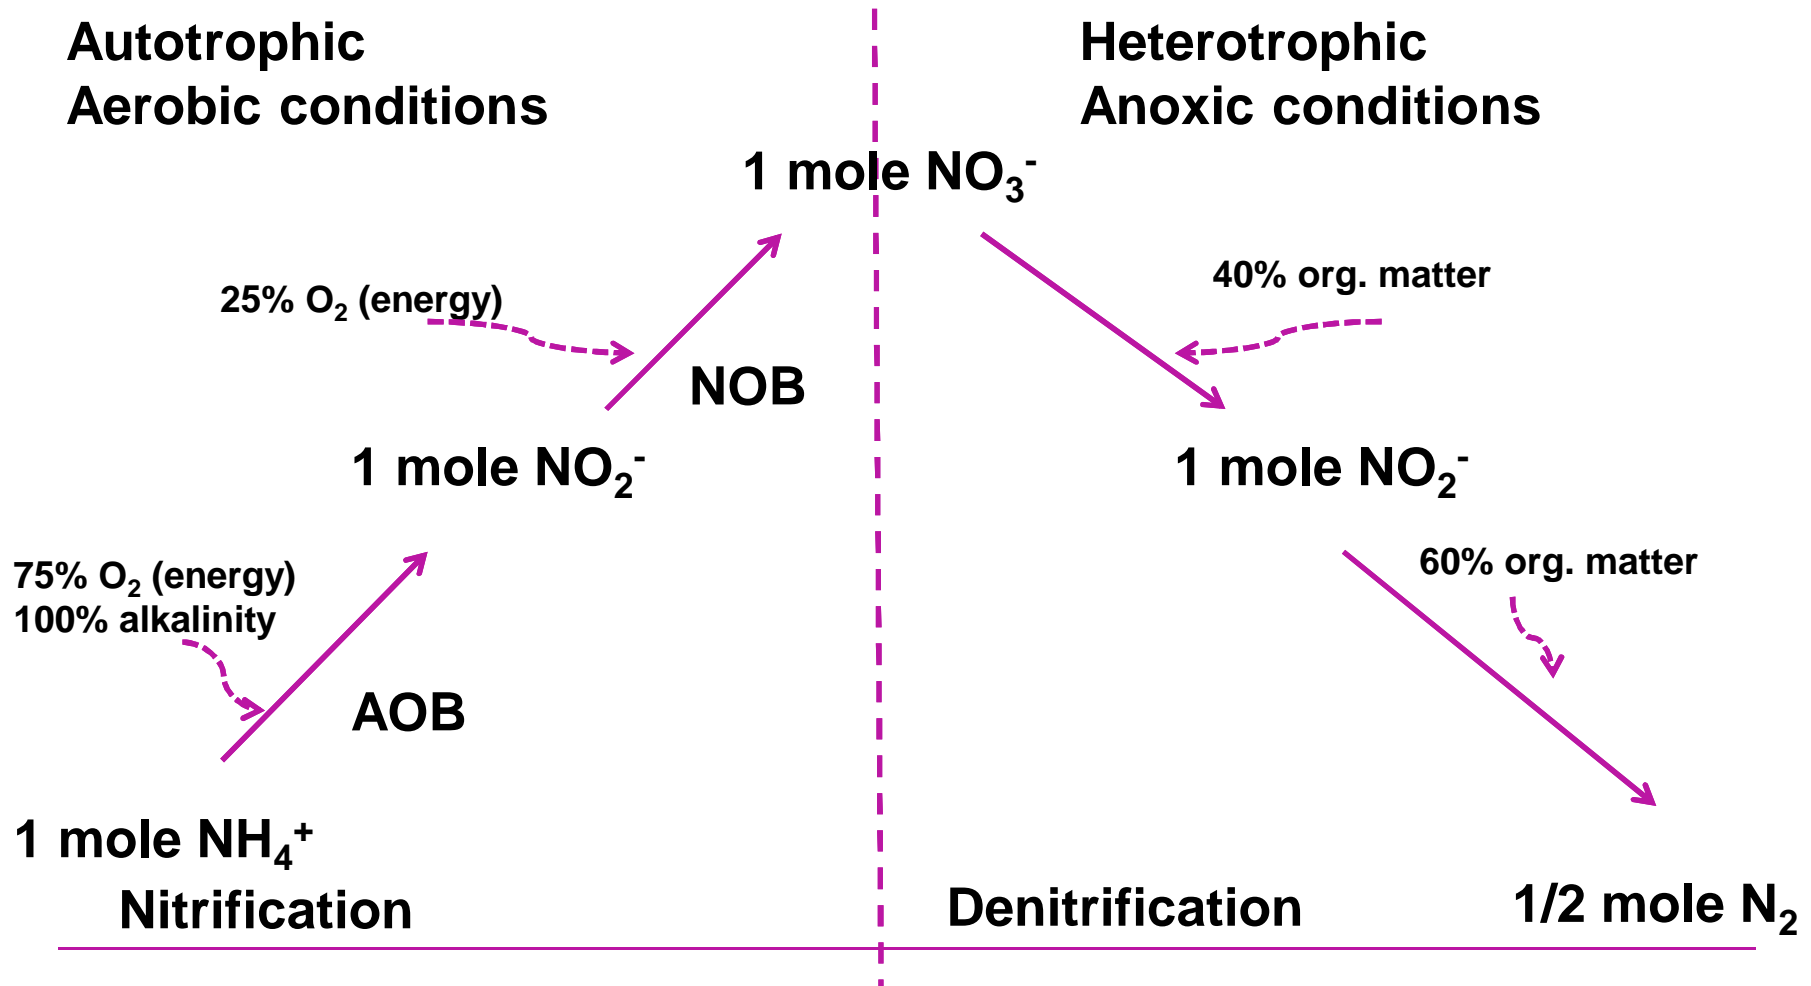 Autotrophic
Aerobic conditions
Heterotrophic
Anoxic conditions
1 mole NO₃⁻
25% O₂ (energy)
40% org. matter
NOB
1 mole NO₂⁻
1 mole NO₂⁻
75% O₂ (energy)
100% alkalinity
60% org. matter
AOB
1 mole NH₄⁺
Nitrification
Denitrification
1/2 mole N₂